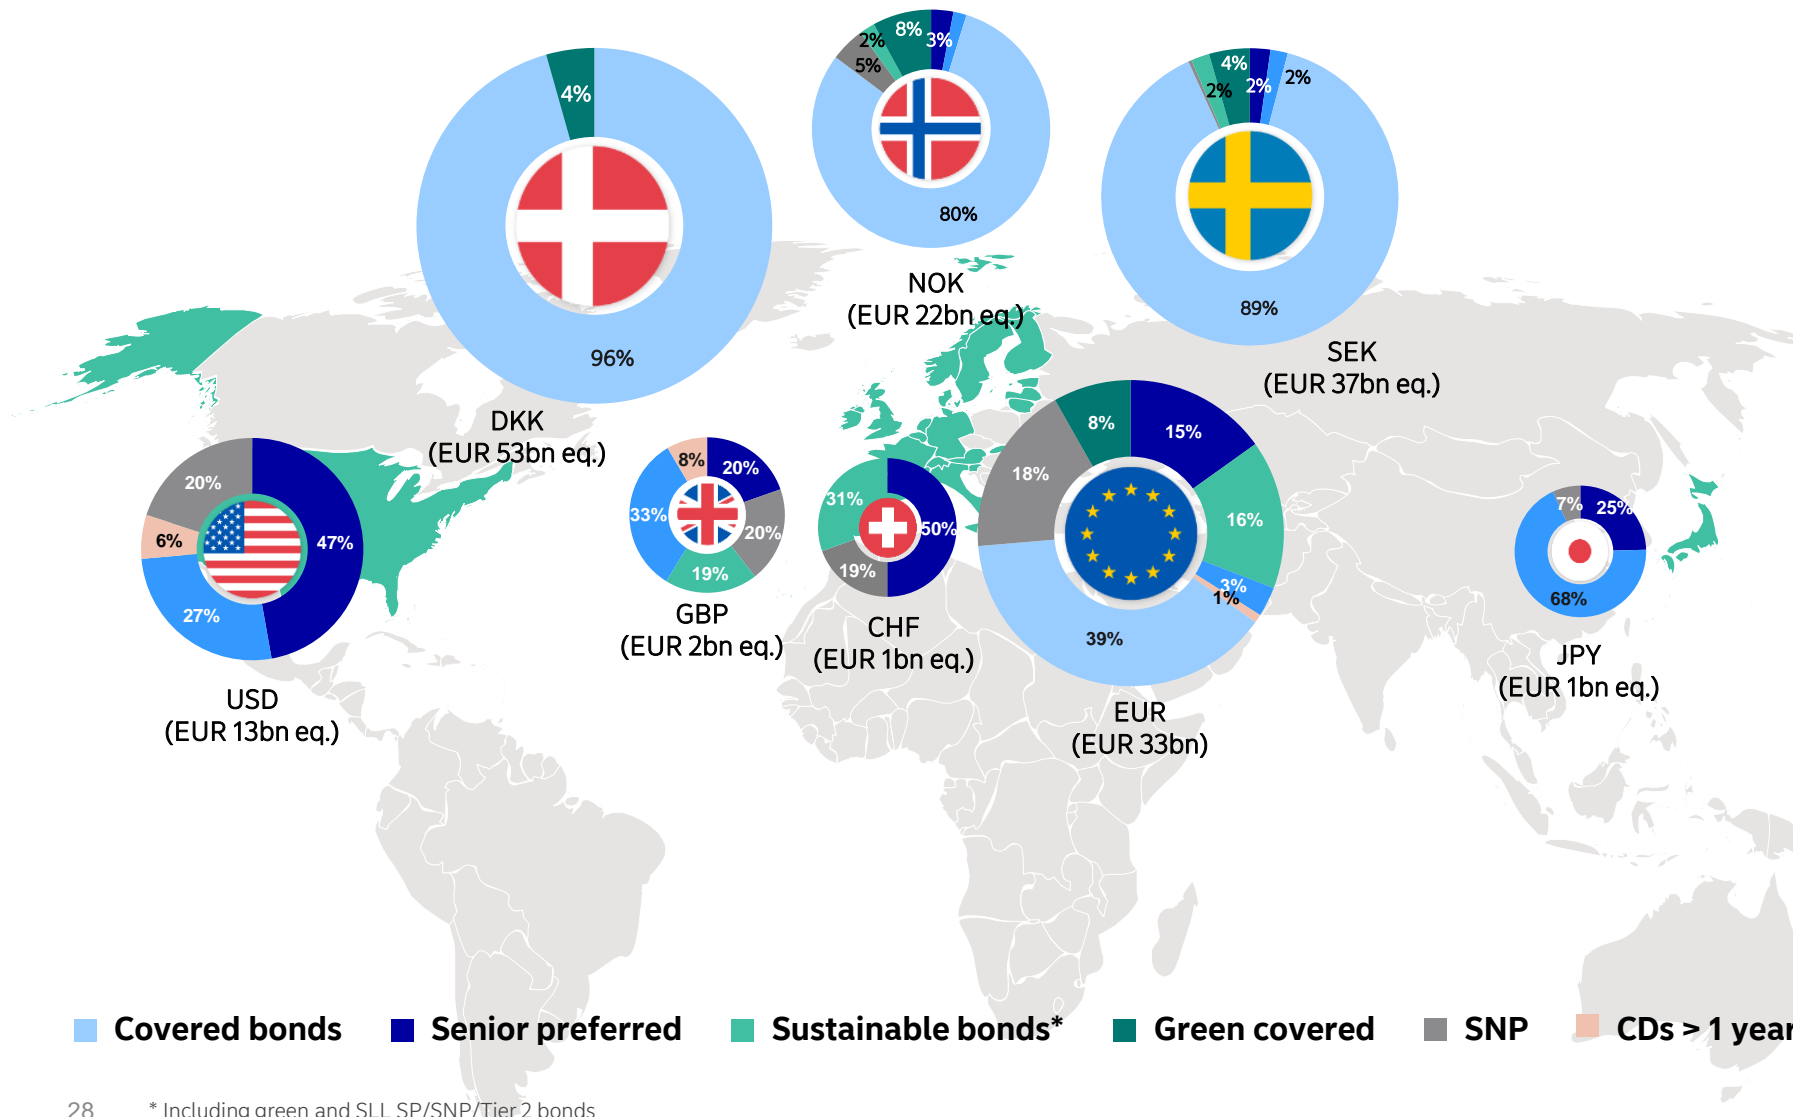 4%
96%
DKK
(EUR 53bn eq.)
2%
8%
3%
5%
80%
NOK
(EUR 22bn eq.)
4%
2%
2%
2%
89%
SEK
(EUR 37bn eq.)
20%
47%
6%
27%
USD
(EUR 13bn eq.)
8%
20%
33%
20%
19%
GBP
(EUR 2bn eq.)
31%
50%
19%
CHF
(EUR 1bn eq.)
8%
15%
18%
16%
3%
1%
39%
EUR
(EUR 33bn)
7%
25%
68%
JPY
(EUR 1bn eq.)
Covered bonds
Senior preferred
Sustainable bonds*
Green covered
SNP
CDs > 1 year
28
* Including green and SLL SP/SNP/Tier 2 bonds